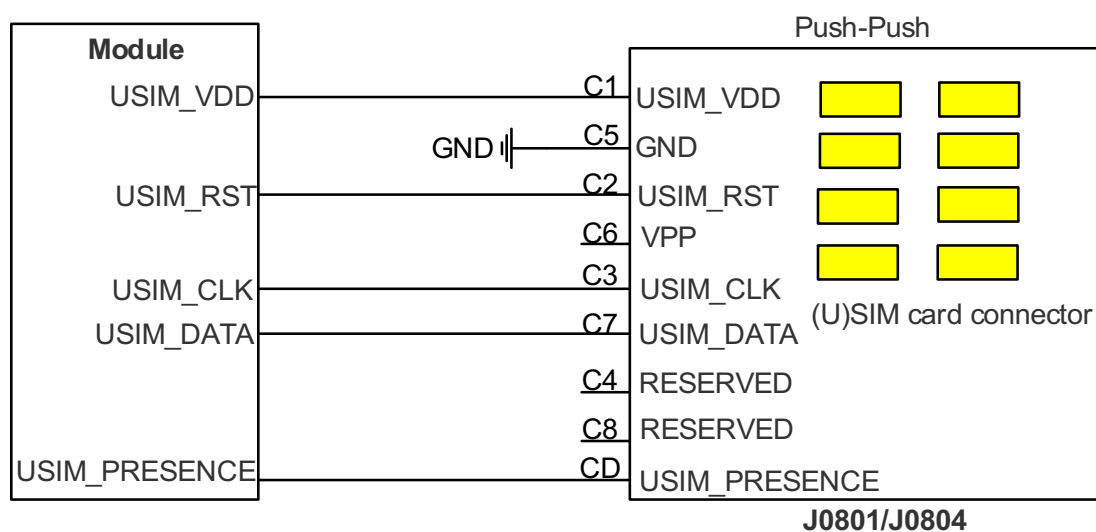 Push-Push
Module
USIM_VDD C1 USIM_VDD
GND C5 GND
USIM_RST C2 USIM_RST
C6 VPP
USIM_CLK C3 USIM_CLK
(U)SIM card connector
USIM_DATA C7 USIM_DATA
C4 RESERVED
C8 RESERVED
USIM_PRESENCE CD USIM_PRESENCE
J0801/J0804